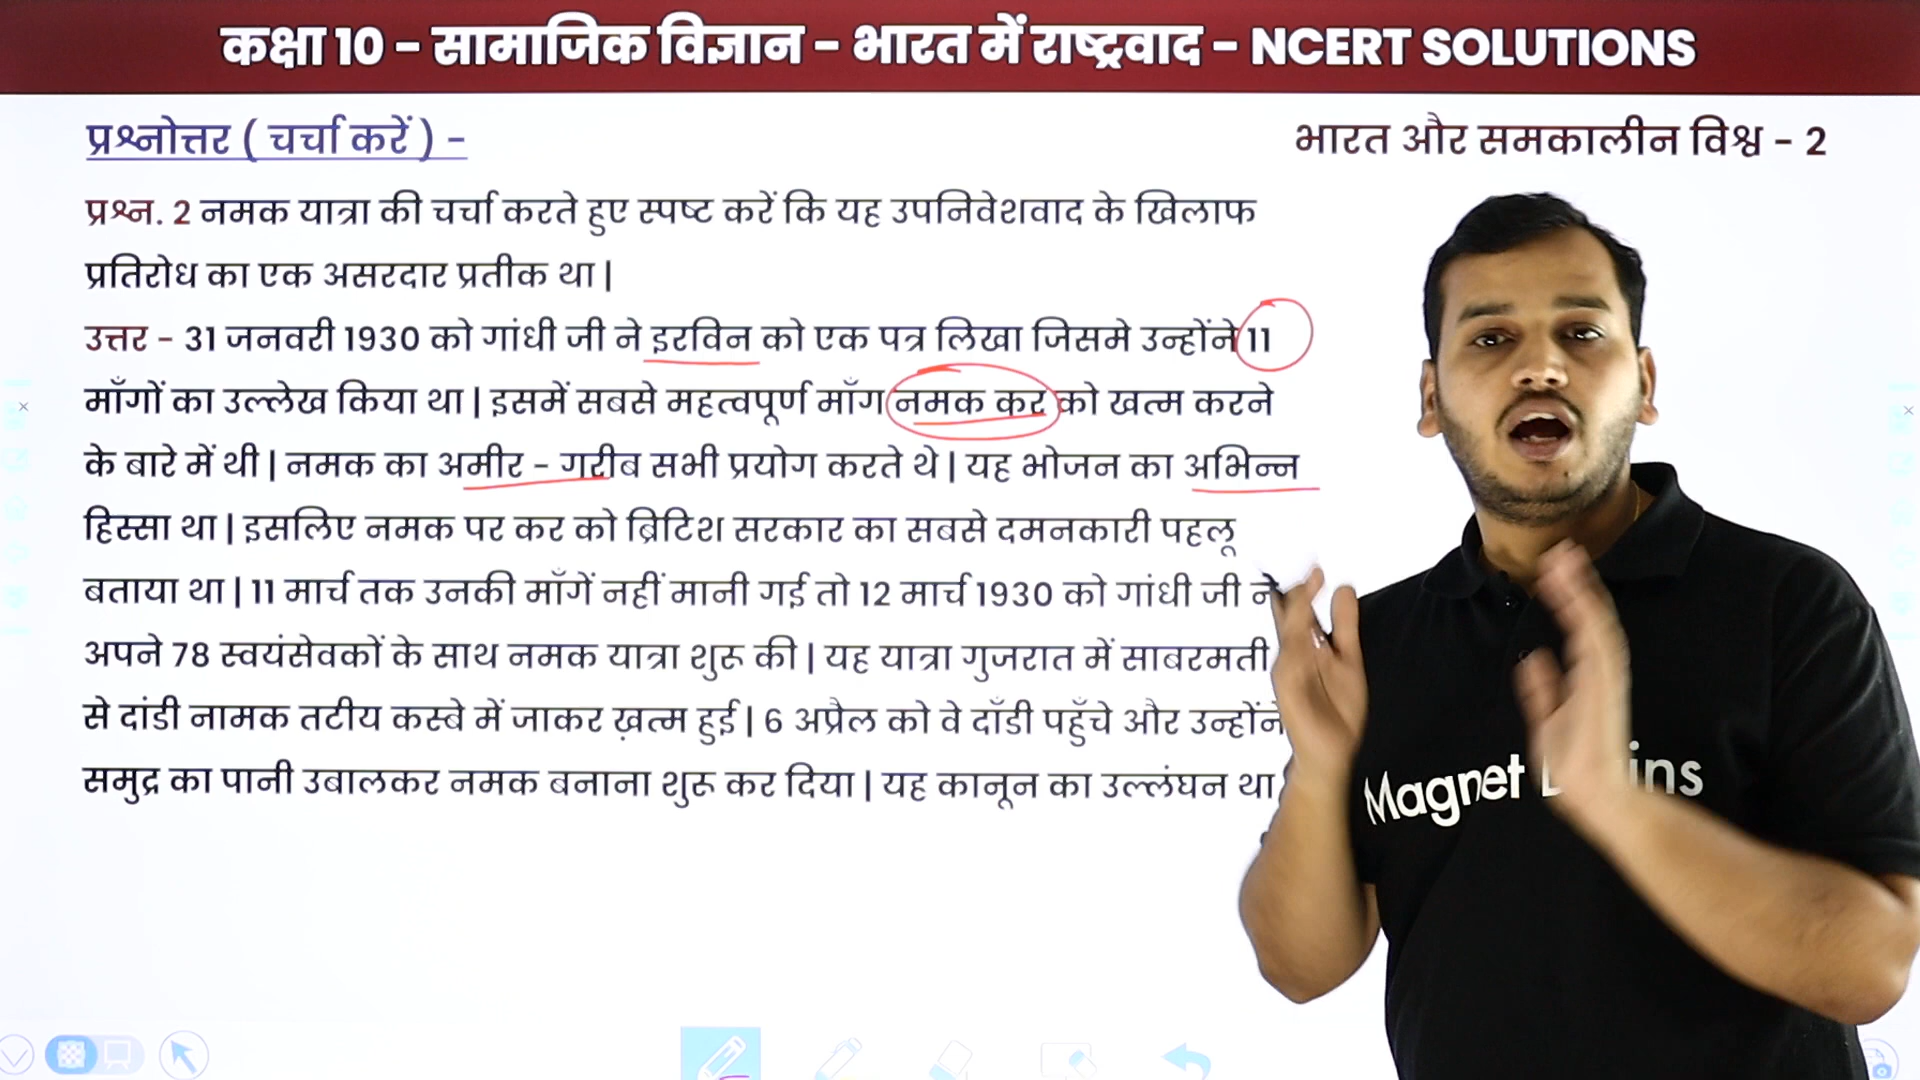 कक्षा 10 - सामाजिक विज्ञान - भारत में राष्ट्रवाद - NCERT SOLUTIONS
प्रश्नोत्तर ( चर्चा करें ) -
भारत और समकालीन विश्व - 2
प्रश्न. 2 नमक यात्रा की चर्चा करते हुए स्पष्ट करें कि यह उपनिवेशवाद के खिलाफ
प्रतिरोध का एक असरदार प्रतीक था |
उत्तर - 31 जनवरी 1930 को गांधी जी ने इरविन को एक पत्र लिखा जिसमे उन्होंने 11
माँगों का उल्लेख किया था | इसमें सबसे महत्वपूर्ण माँग नमक कर को खत्म करने
के बारे में थी | नमक का अमीर - गरीब सभी प्रयोग करते थे | यह भोजन का अभिन्न
हिस्सा था | इसलिए नमक पर कर को ब्रिटिश सरकार का सबसे दमनकारी पहलू
बताया था | 11 मार्च तक उनकी माँगें नहीं मानी गई तो 12 मार्च 1930 को गांधी जी ने
अपने 78 स्वयंसेवकों के साथ नमक यात्रा शुरू की | यह यात्रा गुजरात में साबरमती
से दांडी नामक तटीय कस्बे में जाकर ख़त्म हुई | 6 अप्रैल को वे दाँडी पहुँचे और उन्होंने
समुद्र का पानी उबालकर नमक बनाना शुरू कर दिया | यह कानून का उल्लंघन था
Magnet